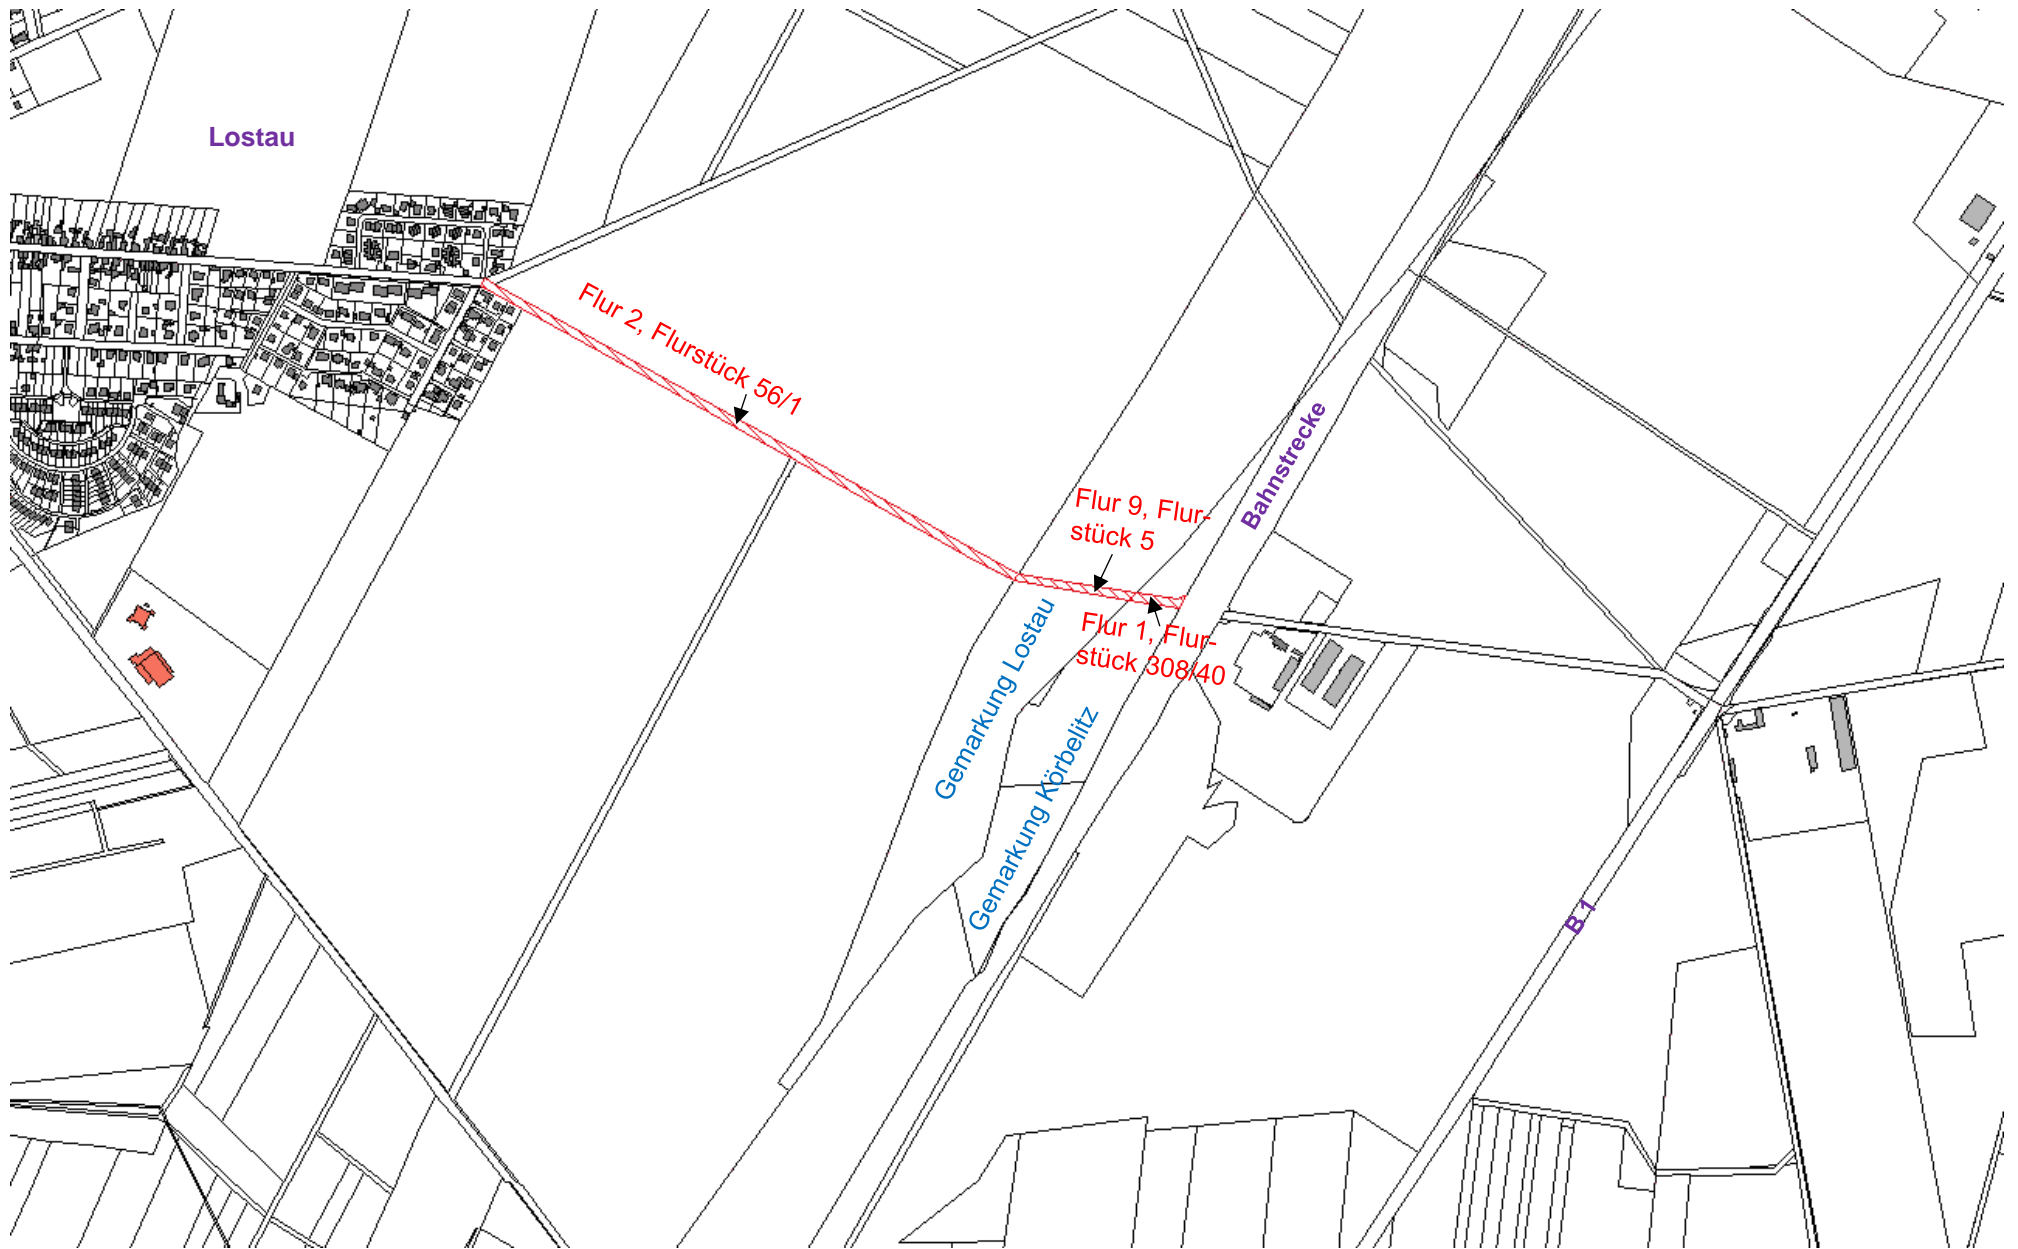 Lostau
Flur 2, Flurstück 56/1
Bahnstrecke
Flur 9, Flur-
stück 5
Flur 1, Flur-
stück 308/40
Gemarkung Lostau
Gemarkung Körbelitz
B 1